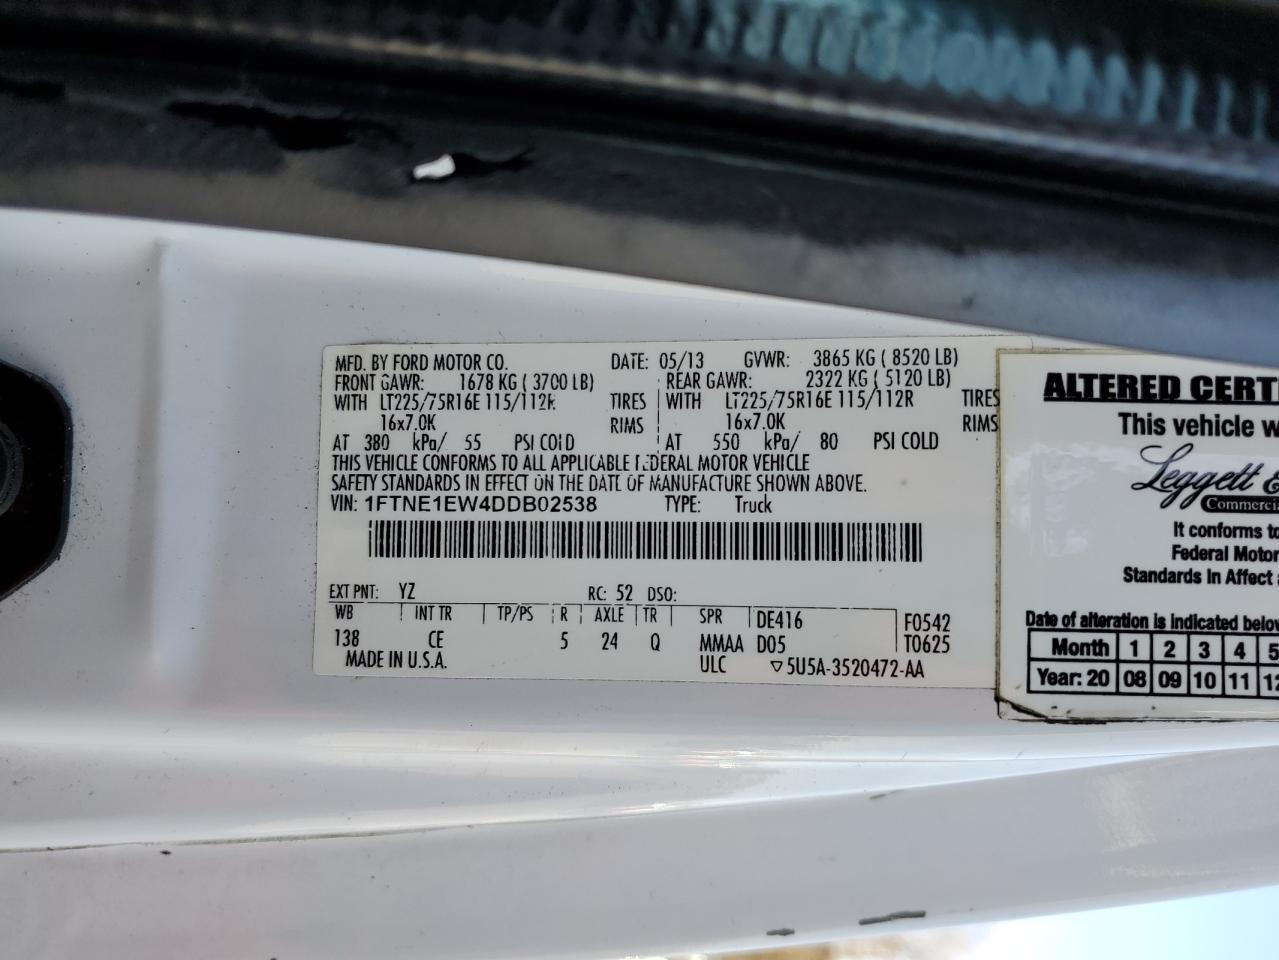 MFD. BY FORD MOTOR CO. DATE: 05/13 GVWR: 3865 KG ( 8520 LB)
FRONT GAWR: 1678 KG ( 3700 LB) REAR GAWR: 2322 KG ( 5120 LB)
WITH LT225/75R16E 115/112R TIRES WITH LT225/75R16E 115/112R TIRES
16x7.0K RIMS 16x7.0K RIMS
AT 380 kPa/ 55 PSI COLD AT 550 kPa/ 80 PSI COLD
THIS VEHICLE CONFORMS TO ALL APPLICABLE FEDERAL MOTOR VEHICLE
SAFETY STANDARDS IN EFFECT ON THE DATE OF MANUFACTURE SHOWN ABOVE.
VIN: 1FTNE1EW4DDB02538 TYPE: Truck
EXT PNT: YZ RC: 52 DSO:
WB INT TR TP/PS R AXLE TR SPR DE416 F0542
138 CE 5 24 Q MMAA D05 T0625
MADE IN U.S.A. ULC ▽5U5A-3520472-AA
ALTERED CERT
This vehicle w
Leggett &
Commercia
It conforms to
Federal Motor
Standards In Affect
Date of alteration is indicated below
Month 1 2 3 4 5
Year: 20 08 09 10 11 12